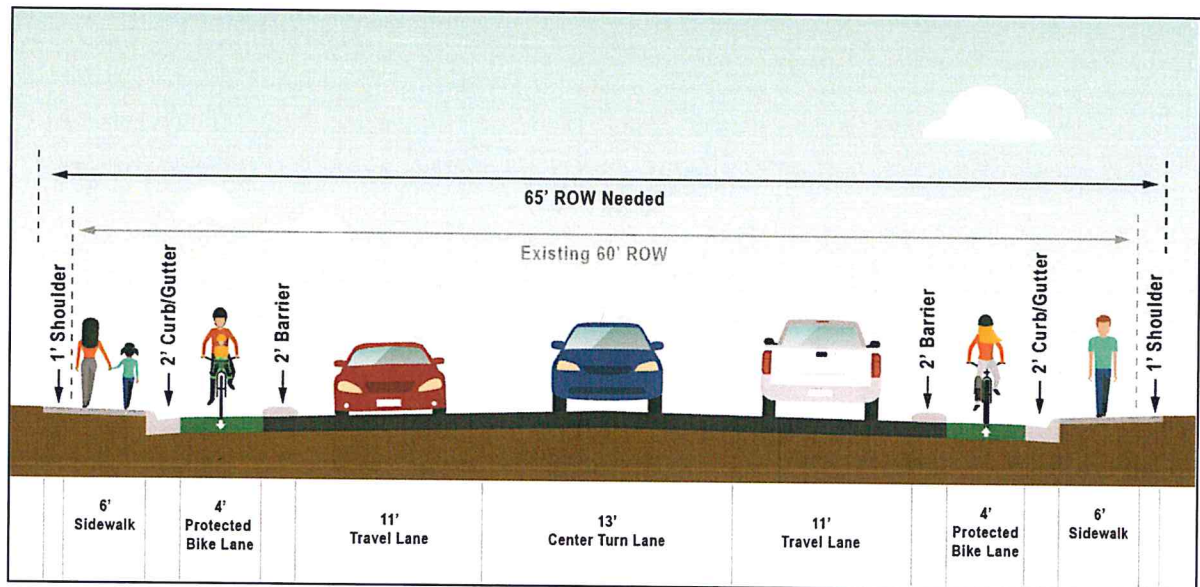 65' ROW Needed
Existing 60' ROW
1' Shoulder
2' Curb/Gutter
2' Barrier
2' Barrier
2' Curb/Gutter
1' Shoulder
6'
Sidewalk
4'
Protected
Bike Lane
11'
Travel Lane
13'
Center Turn Lane
11'
Travel Lane
4'
Protected
Bike Lane
6'
Sidewalk